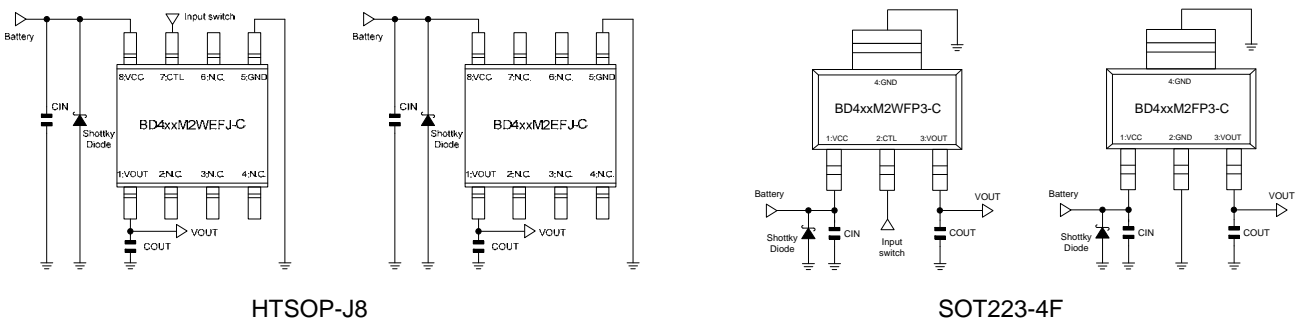 Input switch
Battery
8;VCC 7;CTL 6;N.C. 5;GND
CIN
Shottky
Diode
BD4xxM2WEFJ-C
1;VOUT 2;N.C. 3;N.C. 4;N.C.
VOUT
COUT
Battery
8;VCC 7;N.C. 6;N.C. 5;GND
CIN
Shottky
Diode
BD4xxM2EFJ-C
1;VOUT 2;N.C. 3;N.C. 4;N.C.
VOUT
COUT
HTSOP-J8
4:GND
BD4xxM2WFP3-C
1:VCC 2:CTL 3:VOUT
Battery
VOUT
Shottky
Diode
CIN
Input
switch
COUT
4:GND
BD4xxM2FP3-C
1:VCC 2:GND 3:VOUT
Battery
VOUT
Shottky
Diode
CIN
COUT
SOT223-4F